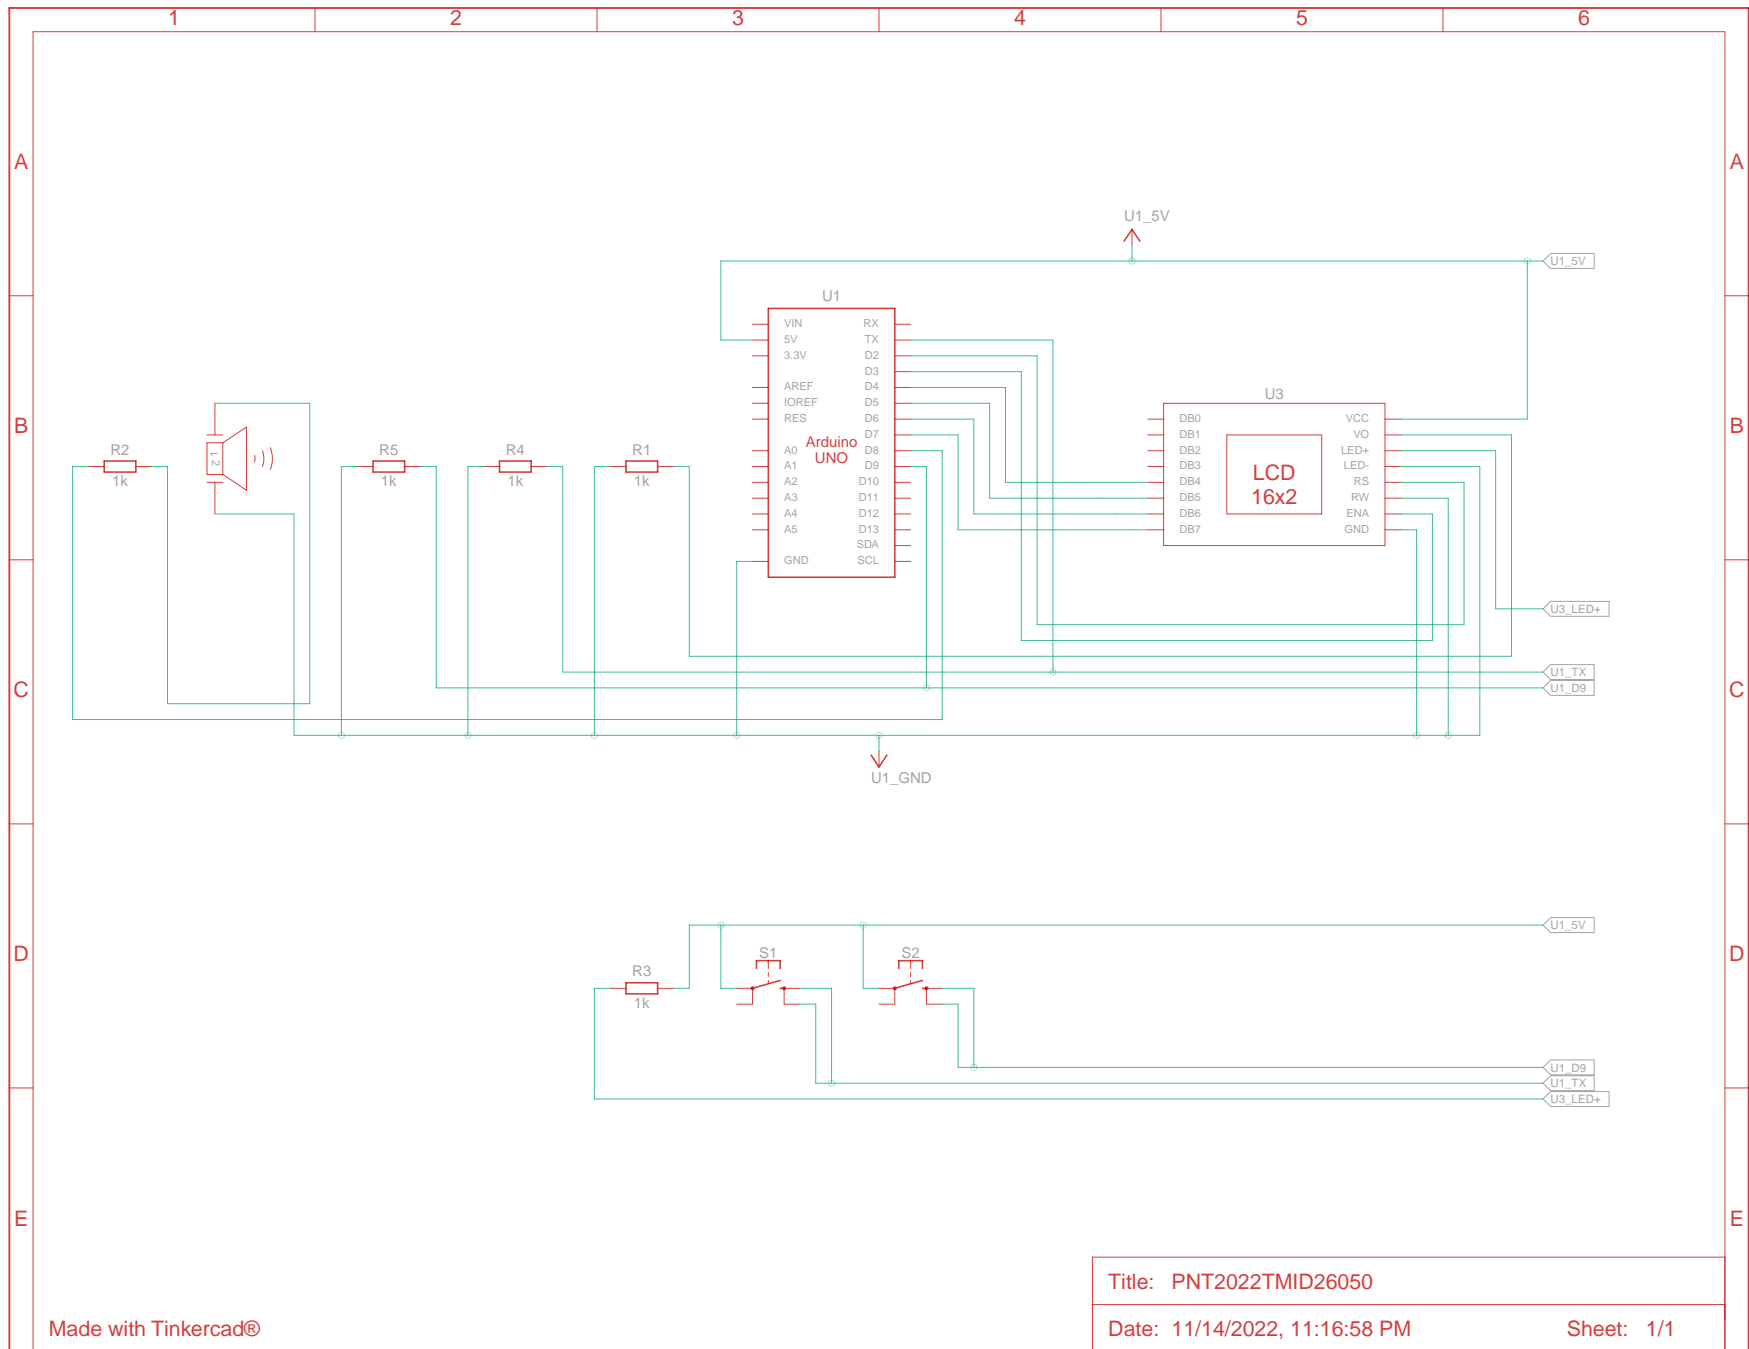 1 2 3 4 5 6
A A
U1_5V
U1_5V
U1
VIN RX
5V TX
3.3V D2
D3
AREF D4
IOREF D5
RES D6
D7
A0 D8
A1 D9
A2 D10
A3 D11
A4 D12
A5 D13
SDA
GND SCL
Arduino
UNO
U3
DB0 VCC
DB1 VO
DB2 LED+
DB3 LED-
DB4 RS
DB5 RW
DB6 ENA
DB7 GND
LCD
16x2
B B
R2
1k
1 2
R5
1k
R4
1k
R1
1k
U3_LED+
U1_TX
U1_D9
C C
U1_GND
U1_5V
D D
R3
1k
S1
S2
U1_D9
U1_TX
U3_LED+
E E
Title: PNT2022TMID26050
Made with Tinkercad®
Date: 11/14/2022, 11:16:58 PM Sheet: 1/1